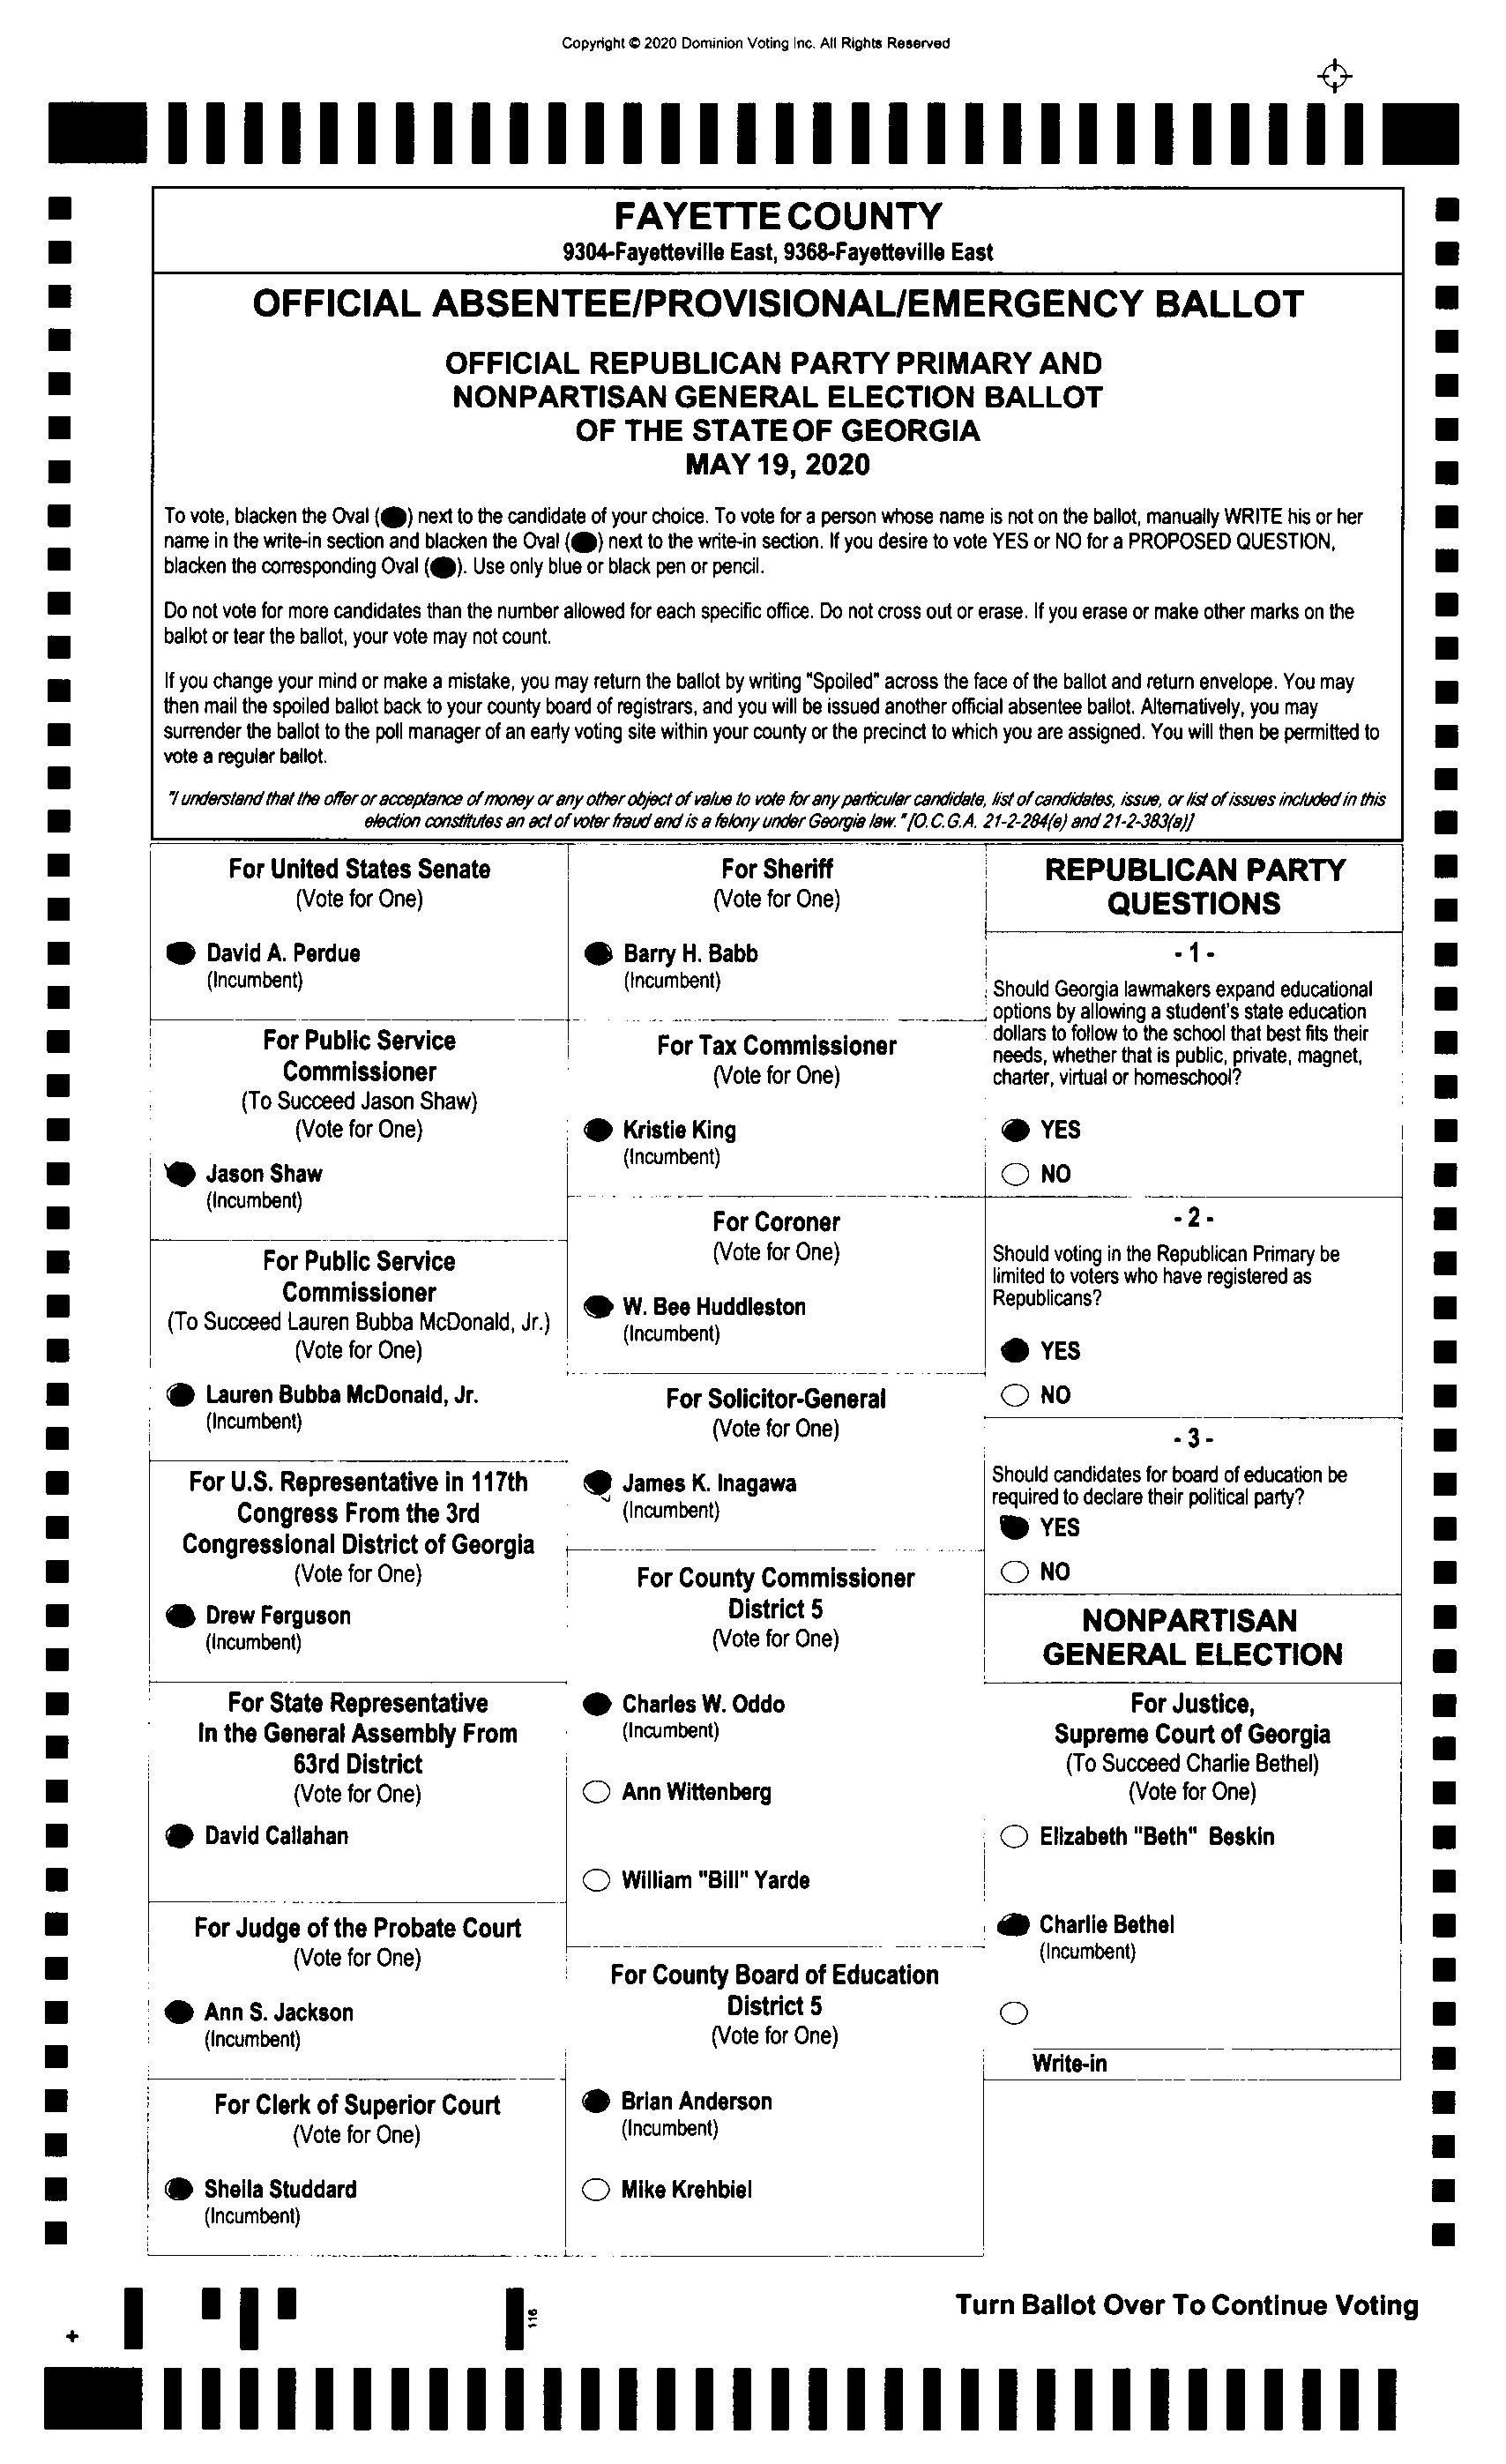 Copyright © 2020 Dominion Voting Inc. All Rights Reserved
FAYETTE COUNTY
9304-Fayetteville East, 9368-Fayetteville East
OFFICIAL ABSENTEE/PROVISIONAL/EMERGENCY BALLOT
OFFICIAL REPUBLICAN PARTY PRIMARY AND
NONPARTISAN GENERAL ELECTION BALLOT
OF THE STATE OF GEORGIA
MAY 19, 2020
To vote, blacken the Oval ( ) next to the candidate of your choice. To vote for a person whose name is not on the ballot, manually WRITE his or her
name in the write-in section and blacken the Oval ( ) next to the write-in section. If you desire to vote YES or NO for a PROPOSED QUESTION,
blacken the corresponding Oval ( ). Use only blue or black pen or pencil.
Do not vote for more candidates than the number allowed for each specific office. Do not cross out or erase. If you erase or make other marks on the
ballot or tear the ballot, your vote may not count.
If you change your mind or make a mistake, you may return the ballot by writing "Spoiled" across the face of the ballot and return envelope. You may
then mail the spoiled ballot back to your county board of registrars, and you will be issued another official absentee ballot. Alternatively, you may
surrender the ballot to the poll manager of an early voting site within your county or the precinct to which you are assigned. You will then be permitted to
vote a regular ballot.
"I understand that the offer or acceptance of money or any other object of value to vote for any particular candidate, list of candidates, issue, or list of issues included in this
election constitutes an act of voter fraud and is a felony under Georgia law." [O.C.G.A. 21-2-284(e) and 21-2-383(a)]
For United States Senate
(Vote for One)
David A. Perdue
(Incumbent)
For Public Service
Commissioner
(To Succeed Jason Shaw)
(Vote for One)
Jason Shaw
(Incumbent)
For Public Service
Commissioner
(To Succeed Lauren Bubba McDonald, Jr.)
(Vote for One)
Lauren Bubba McDonald, Jr.
(Incumbent)
For U.S. Representative in 117th
Congress From the 3rd
Congressional District of Georgia
(Vote for One)
Drew Ferguson
(Incumbent)
For State Representative
In the General Assembly From
63rd District
(Vote for One)
David Callahan
For Judge of the Probate Court
(Vote for One)
Ann S. Jackson
(Incumbent)
For Clerk of Superior Court
(Vote for One)
Sheila Studdard
(Incumbent)
For Sheriff
(Vote for One)
Barry H. Babb
(Incumbent)
For Tax Commissioner
(Vote for One)
Kristie King
(Incumbent)
For Coroner
(Vote for One)
W. Bee Huddleston
(Incumbent)
For Solicitor-General
(Vote for One)
James K. Inagawa
(Incumbent)
For County Commissioner
District 5
(Vote for One)
Charles W. Oddo
(Incumbent)
Ann Wittenberg
William "Bill" Yarde
For County Board of Education
District 5
(Vote for One)
Brian Anderson
(Incumbent)
Mike Krehbiel
REPUBLICAN PARTY
QUESTIONS
- 1 -
Should Georgia lawmakers expand educational
options by allowing a student's state education
dollars to follow to the school that best fits their
needs, whether that is public, private, magnet,
charter, virtual or homeschool?
YES
NO
- 2 -
Should voting in the Republican Primary be
limited to voters who have registered as
Republicans?
YES
NO
- 3 -
Should candidates for board of education be
required to declare their political party?
YES
NO
NONPARTISAN
GENERAL ELECTION
For Justice,
Supreme Court of Georgia
(To Succeed Charlie Bethel)
(Vote for One)
Elizabeth "Beth" Beskin
Charlie Bethel
(Incumbent)
Write-in
116
Turn Ballot Over To Continue Voting